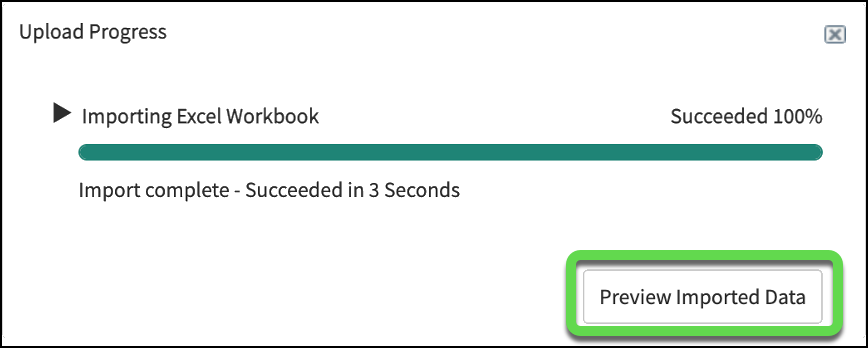 Upload Progress
Importing Excel Workbook Succeeded 100%
Import complete - Succeeded in 3 Seconds
Preview Imported Data